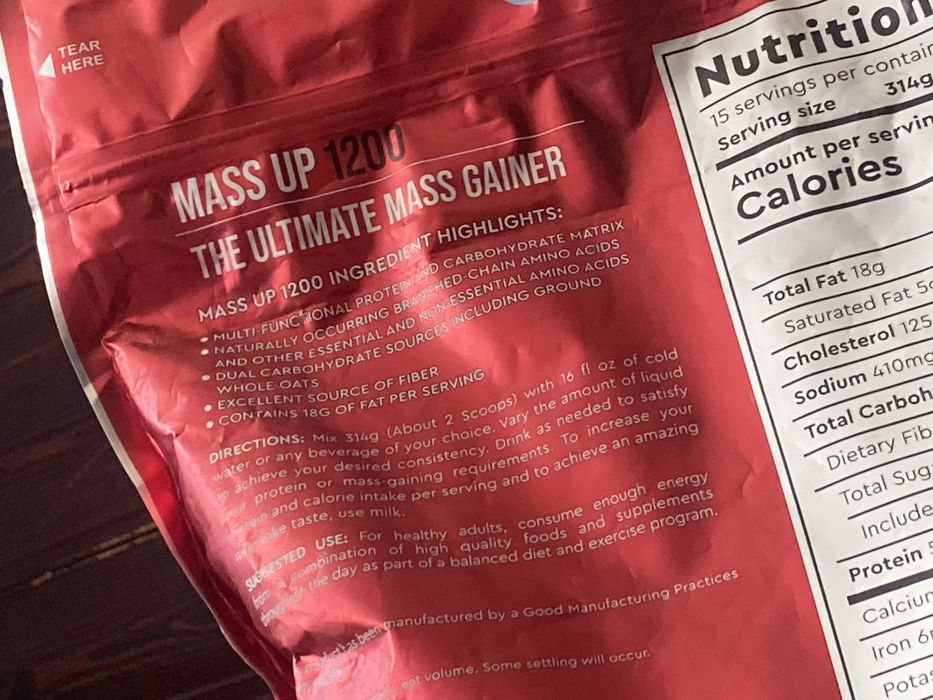 TEAR
HERE
MASS UP 1200
THE ULTIMATE MASS GAINER
MASS UP 1200 INGREDIENT HIGHLIGHTS:
• MULTI-FUNCTIONAL PROTEIN AND CARBOHYDRATE MATRIX
• NATURALLY OCCURRING BRANCHED-CHAIN AMINO ACIDS
AND OTHER ESSENTIAL AND NON-ESSENTIAL AMINO ACIDS
• DUAL CARBOHYDRATE SOURCES INCLUDING GROUND
WHOLE OATS
• EXCELLENT SOURCE OF FIBER
• CONTAINS 18G OF FAT PER SERVING
DIRECTIONS: Mix 314g (About 2 Scoops) with 16 fl oz of cold
water or any beverage of your choice. Vary the amount of liquid
to achieve your desired consistency. Drink as needed to satisfy
your protein or mass-gaining requirements. To increase your
protein and calorie intake per serving and to achieve an amazing
taste, use milk.
SUGGESTED USE: For healthy adults, consume enough energy
from a combination of high quality foods and supplements
throughout the day as part of a balanced diet and exercise program.
has been manufactured by a Good Manufacturing Practices
not volume. Some settling will occur.
Nutrition
15 servings per contain
Serving size 314g
Amount per servin
Calories
Total Fat 18g
Saturated Fat 5g
Cholesterol 125
Sodium 410mg
Total Carboh
Dietary Fib
Total Sug
Include
Protein
Calcium
Iron 6
Potas